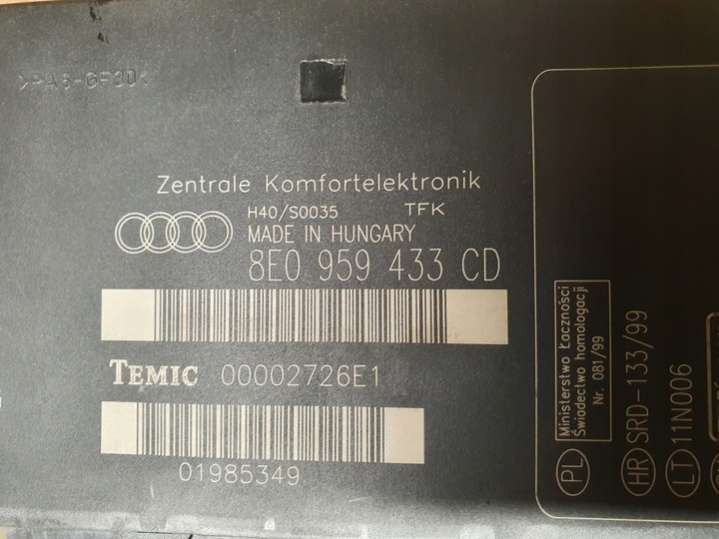 >PA6-GF30<
Zentrale Komfortelektronik
H40/S0035 TFK
MADE IN HUNGARY
8E0 959 433 CD
TEMIC 00002726E1
01985349
PL Ministerstwo Łaczności
Świadectwo homologacji
Nr. 081/99
HR SRD-133/99
LT 11N006